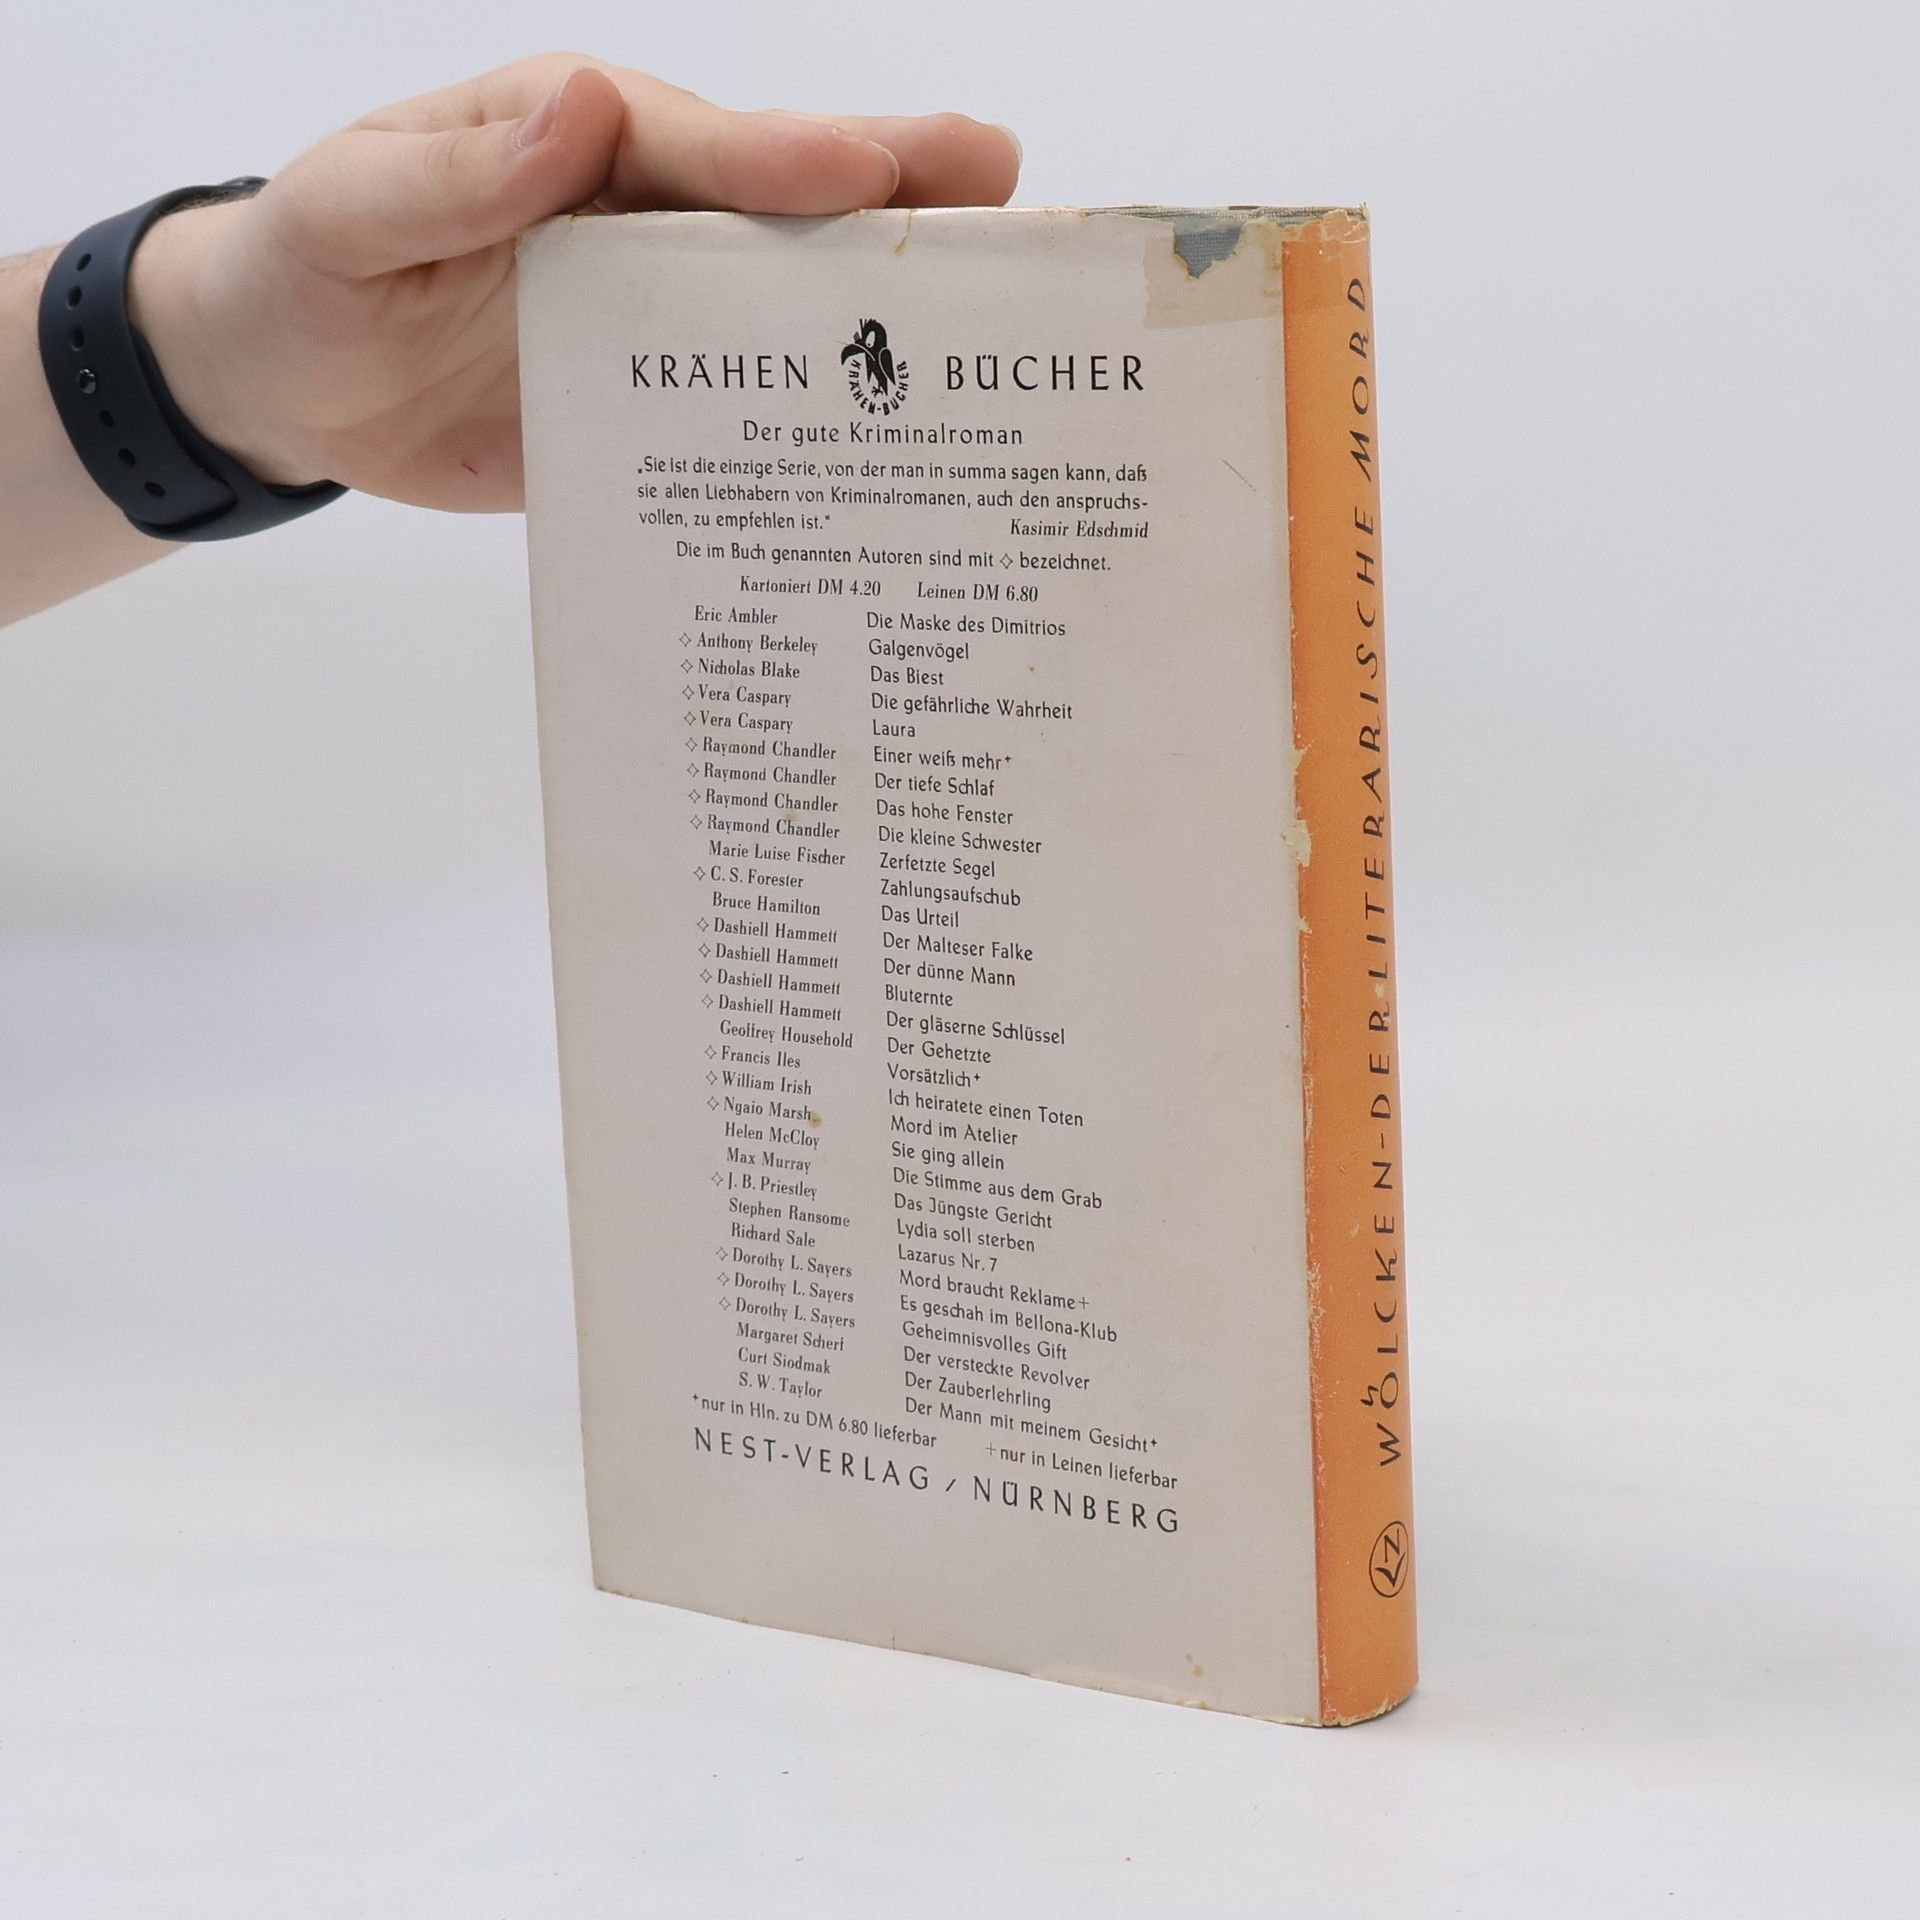 KRÄHEN BÜCHER
KRÄHEN-BÜCHER
Der gute Kriminalroman
„Sie ist die einzige Serie, von der man in summa sagen kann, daß
sie allen Liebhabern von Kriminalromanen, auch den anspruchs-
vollen, zu empfehlen ist."
Kasimir Edschmid
Die im Buch genannten Autoren sind mit ✧ bezeichnet.
Kartoniert DM 4.20 Leinen DM 6.80
Eric Ambler Die Maske des Dimitrios
✧ Anthony Berkeley Galgenvögel
✧ Nicholas Blake Das Biest
✧ Vera Caspary Die gefährliche Wahrheit
✧ Vera Caspary Laura
✧ Raymond Chandler Einer weiß mehr⁺
✧ Raymond Chandler Der tiefe Schlaf
✧ Raymond Chandler Das hohe Fenster
✧ Raymond Chandler Die kleine Schwester
Marie Luise Fischer Zerfetzte Segel
✧ C. S. Forester Zahlungsaufschub
Bruce Hamilton Das Urteil
✧ Dashiell Hammett Der Malteser Falke
✧ Dashiell Hammett Der dünne Mann
✧ Dashiell Hammett Bluternte
✧ Dashiell Hammett Der gläserne Schlüssel
Geoffrey Household Der Gehetzte
✧ Francis Iles Vorsätzlich⁺
✧ William Irish Ich heiratete einen Toten
✧ Ngaio Marsh Mord im Atelier
Helen McCloy Sie ging allein
Max Murray Die Stimme aus dem Grab
✧ J. B. Priestley Das Jüngste Gericht
Stephen Ransome Lydia soll sterben
Richard Sale Lazarus Nr. 7
✧ Dorothy L. Sayers Mord braucht Reklame+
✧ Dorothy L. Sayers Es geschah im Bellona-Klub
✧ Dorothy L. Sayers Geheimnisvolles Gift
Margaret Scherf Der versteckte Revolver
Curt Siodmak Der Zauberlehrling
S. W. Taylor Der Mann mit meinem Gesicht⁺
⁺nur in Hln. zu DM 6.80 lieferbar +nur in Leinen lieferbar
NEST-VERLAG / NÜRNBERG
WÖLCKEN-DER LITERARISCHE MORD